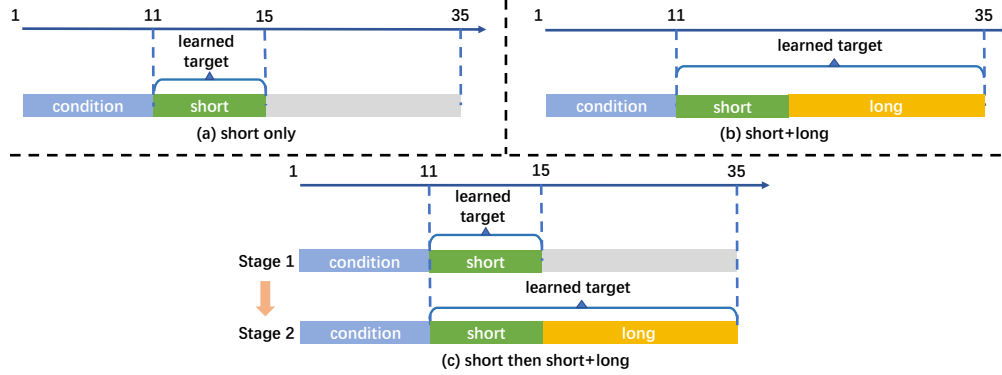 1 11 15 35
learned
target
condition short
(a) short only
1 11 35
learned target
condition short long
(b) short+long
1 11 15 35
learned
target
Stage 1 condition short
learned target
Stage 2 condition short long
(c) short then short+long